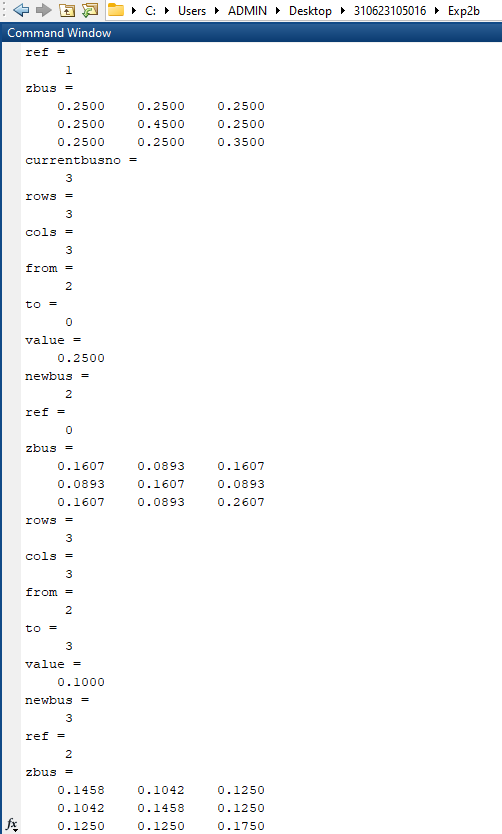 C: Users ADMIN Desktop 310623105016 Exp2b
Command Window
ref =
1
zbus =
0.2500 0.2500 0.2500
0.2500 0.4500 0.2500
0.2500 0.2500 0.3500
currentbusno =
3
rows =
3
cols =
3
from =
2
to =
0
value =
0.2500
newbus =
2
ref =
0
zbus =
0.1607 0.0893 0.1607
0.0893 0.1607 0.0893
0.1607 0.0893 0.2607
rows =
3
cols =
3
from =
2
to =
3
value =
0.1000
newbus =
3
ref =
2
zbus =
0.1458 0.1042 0.1250
0.1042 0.1458 0.1250
fx
0.1250 0.1250 0.1750